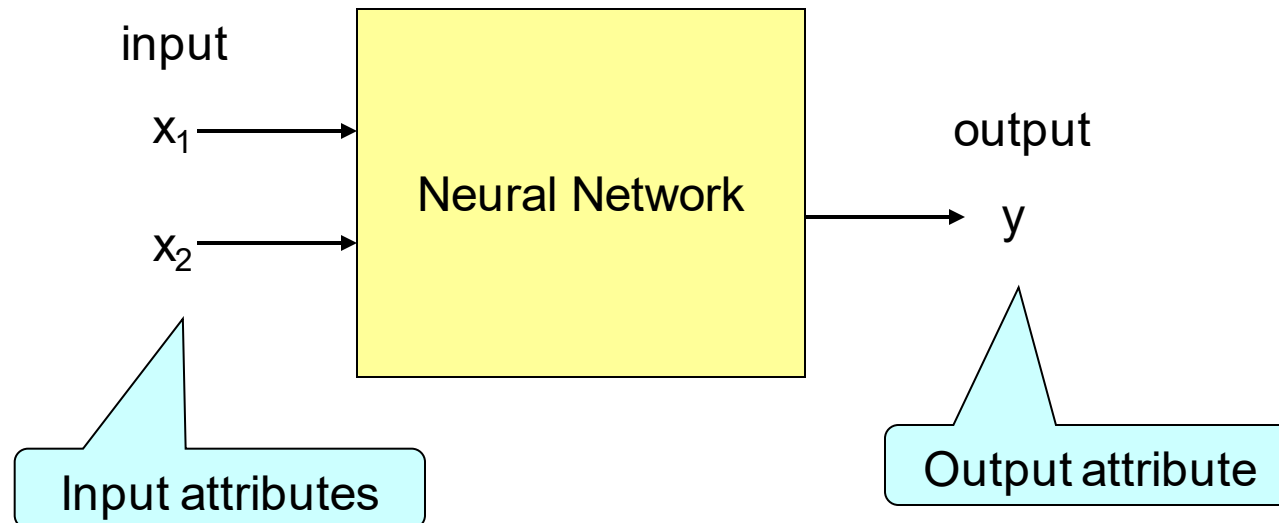 input
x₁
x₂
Neural Network
output
y
Input attributes
Output attribute